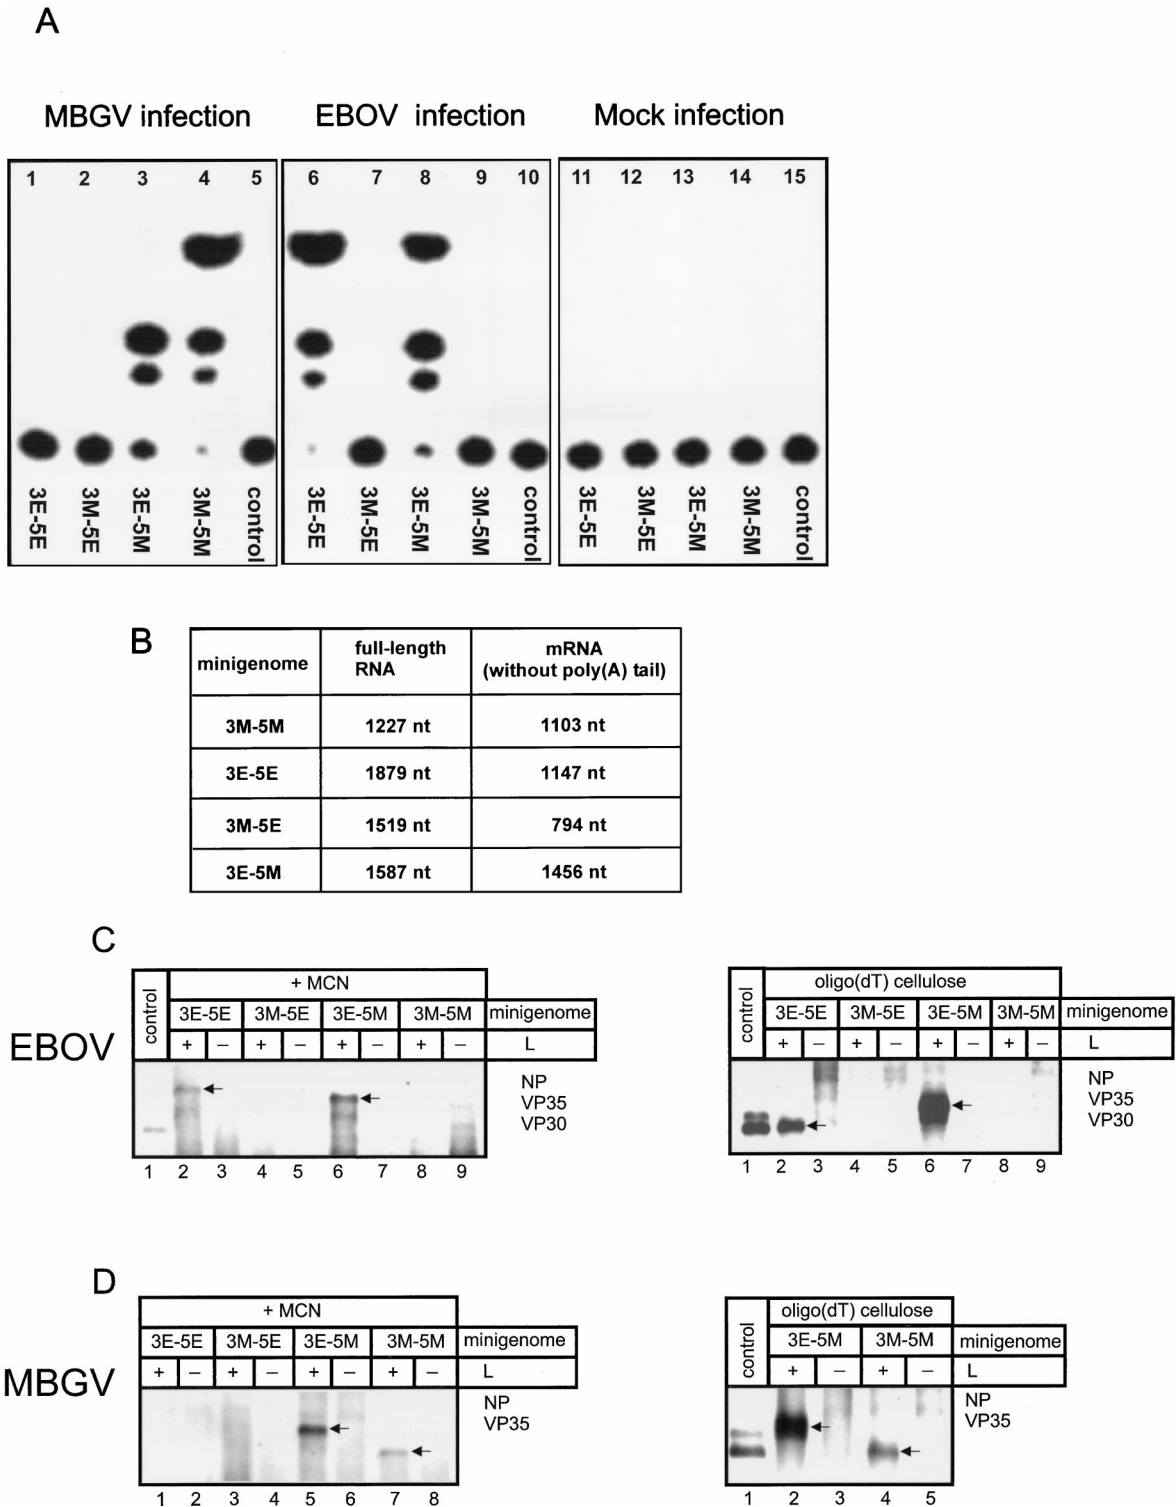 A
MBGV infection
EBOV infection
Mock infection
1 2 3 4 5
6 7 8 9 10
11 12 13 14 15
3E-5E 3M-5E 3E-5M 3M-5M control
3E-5E 3M-5E 3E-5M 3M-5M control
3E-5E 3M-5E 3E-5M 3M-5M control
B
minigenome full-length RNA mRNA (without poly(A) tail)
3M-5M 1227 nt 1103 nt
3E-5E 1879 nt 1147 nt
3M-5E 1519 nt 794 nt
3E-5M 1587 nt 1456 nt
C
EBOV
control
+ MCN
3E-5E 3M-5E 3E-5M 3M-5M minigenome
+ – + – + – + – L
NP
VP35
VP30
1 2 3 4 5 6 7 8 9
control
oligo(dT) cellulose
3E-5E 3M-5E 3E-5M 3M-5M minigenome
+ – + – + – + – L
NP
VP35
VP30
1 2 3 4 5 6 7 8 9
D
MBGV
+ MCN
3E-5E 3M-5E 3E-5M 3M-5M minigenome
+ – + – + – + – L
NP
VP35
1 2 3 4 5 6 7 8
control
oligo(dT) cellulose
3E-5M 3M-5M minigenome
+ – + – L
NP
VP35
1 2 3 4 5